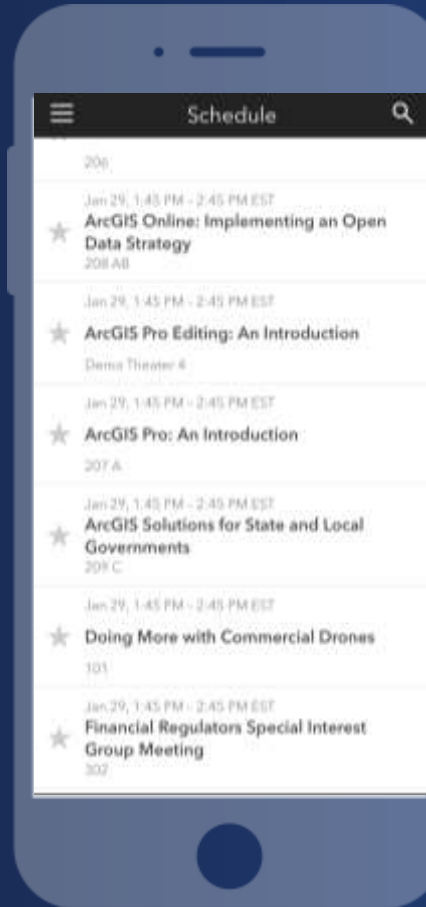 Schedule
206
Jan 29, 1:45 PM - 2:45 PM EST
ArcGIS Online: Implementing an Open
Data Strategy
208 AB
Jan 29, 1:45 PM - 2:45 PM EST
ArcGIS Pro Editing: An Introduction
Demo Theater 4
Jan 29, 1:45 PM - 2:45 PM EST
ArcGIS Pro: An Introduction
207 A
Jan 29, 1:45 PM - 2:45 PM EST
ArcGIS Solutions for State and Local
Governments
209 C
Jan 29, 1:45 PM - 2:45 PM EST
Doing More with Commercial Drones
101
Jan 29, 1:45 PM - 2:45 PM EST
Financial Regulators Special Interest
Group Meeting
302